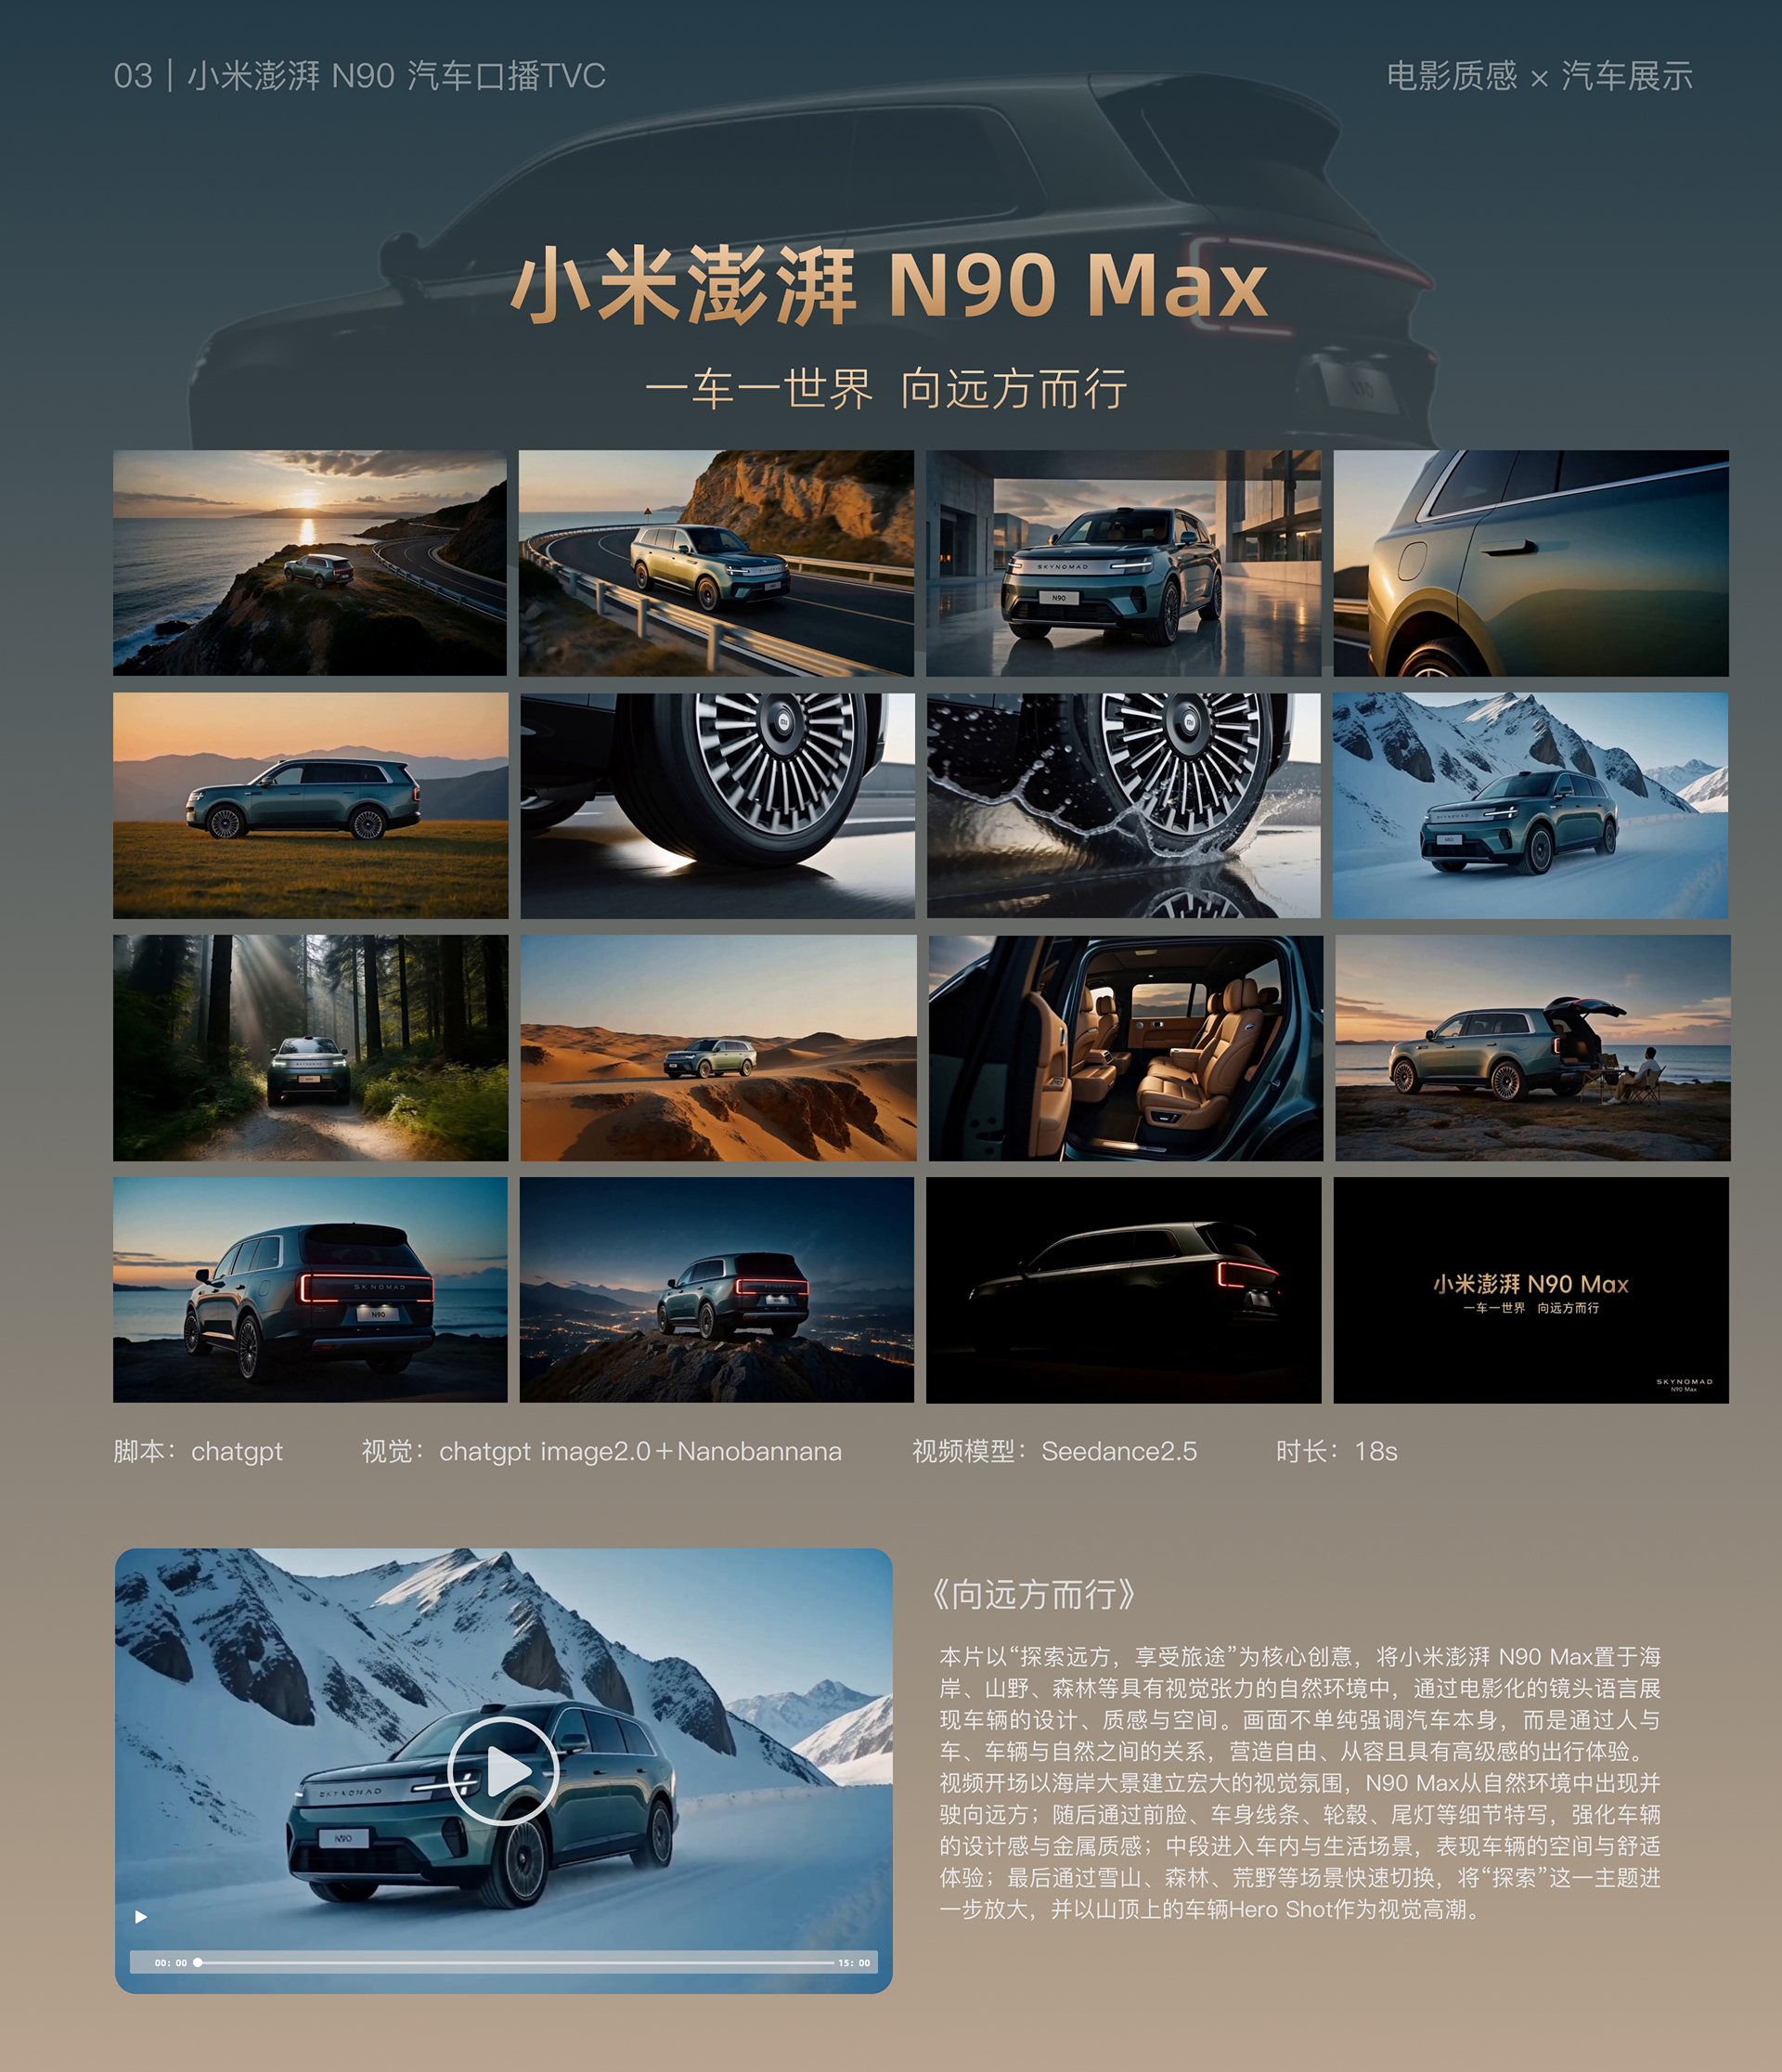 03 | 小米澎湃 N90 汽车口播TVC
电影质感 × 汽车展示
小米澎湃 N90 Max
一车一世界 向远方而行
SKYNOMAD
N90
SKYNOMAD
SKYNOMAD
SK NOMAD
N90
小米澎湃 N90 Max
一车一世界 向远方而行
SKYNOMAD
N90 Max
脚本：chatgpt
视觉：chatgpt image2.0＋Nanobannana
视频模型：Seedance2.5
时长：18s
SKYNOMAD
N90
00: 00
15: 00
《向远方而行》
本片以“探索远方，享受旅途”为核心创意，将小米澎湃 N90 Max置于海
岸、山野、森林等具有视觉张力的自然环境中，通过电影化的镜头语言展
现车辆的设计、质感与空间。画面不单纯强调汽车本身，而是通过人与
车、车辆与自然之间的关系，营造自由、从容且具有高级感的出行体验。
视频开场以海岸大景建立宏大的视觉氛围，N90 Max从自然环境中出现并
驶向远方；随后通过前脸、车身线条、轮毂、尾灯等细节特写，强化车辆
的设计感与金属质感；中段进入车内与生活场景，表现车辆的空间与舒适
体验；最后通过雪山、森林、荒野等场景快速切换，将“探索”这一主题进
一步放大，并以山顶上的车辆Hero Shot作为视觉高潮。